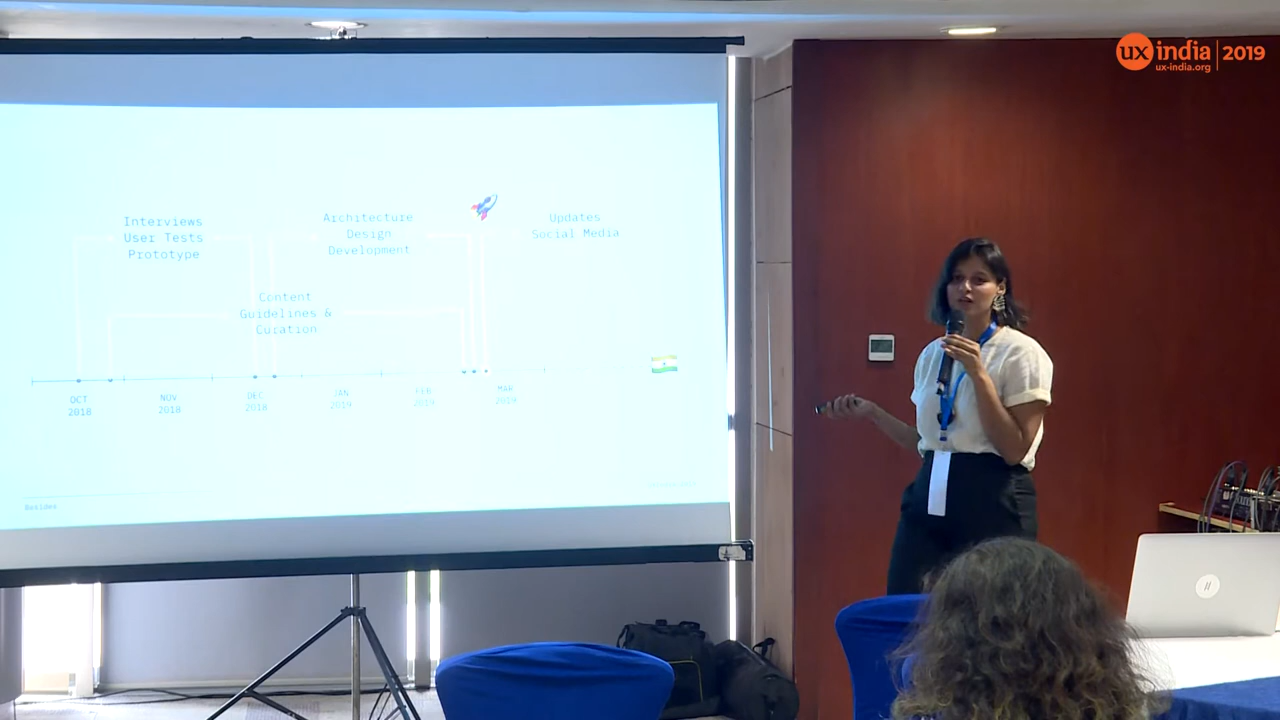 ux india 2019
ux-india.org
Interviews
User Tests
Prototype
Architecture
Design
Development
Updates
Social Media
Content
Guidelines &
Curation
OCT
2018
NOV
2018
DEC
2018
JAN
2019
FEB
2019
MAR
2019
Besides